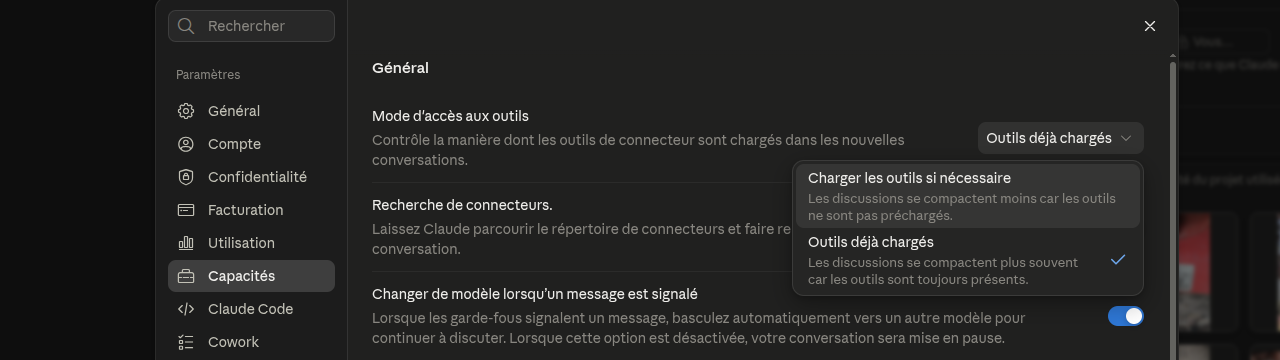 Rechercher
Paramètres
Général
Compte
Confidentialité
Facturation
Utilisation
Capacités
Claude Code
Cowork
Général
Mode d'accès aux outils
Contrôle la manière dont les outils de connecteur sont chargés dans les nouvelles
conversations.
Outils déjà chargés
Charger les outils si nécessaire
Les discussions se compactent moins car les outils
ne sont pas préchargés.
Outils déjà chargés
Les discussions se compactent plus souvent
car les outils sont toujours présents.
Recherche de connecteurs.
Laissez Claude parcourir le répertoire de connecteurs et faire re
conversation.
Changer de modèle lorsqu'un message est signalé
Lorsque les garde-fous signalent un message, basculez automatiquement vers un autre modèle pour
continuer à discuter. Lorsque cette option est désactivée, votre conversation sera mise en pause.